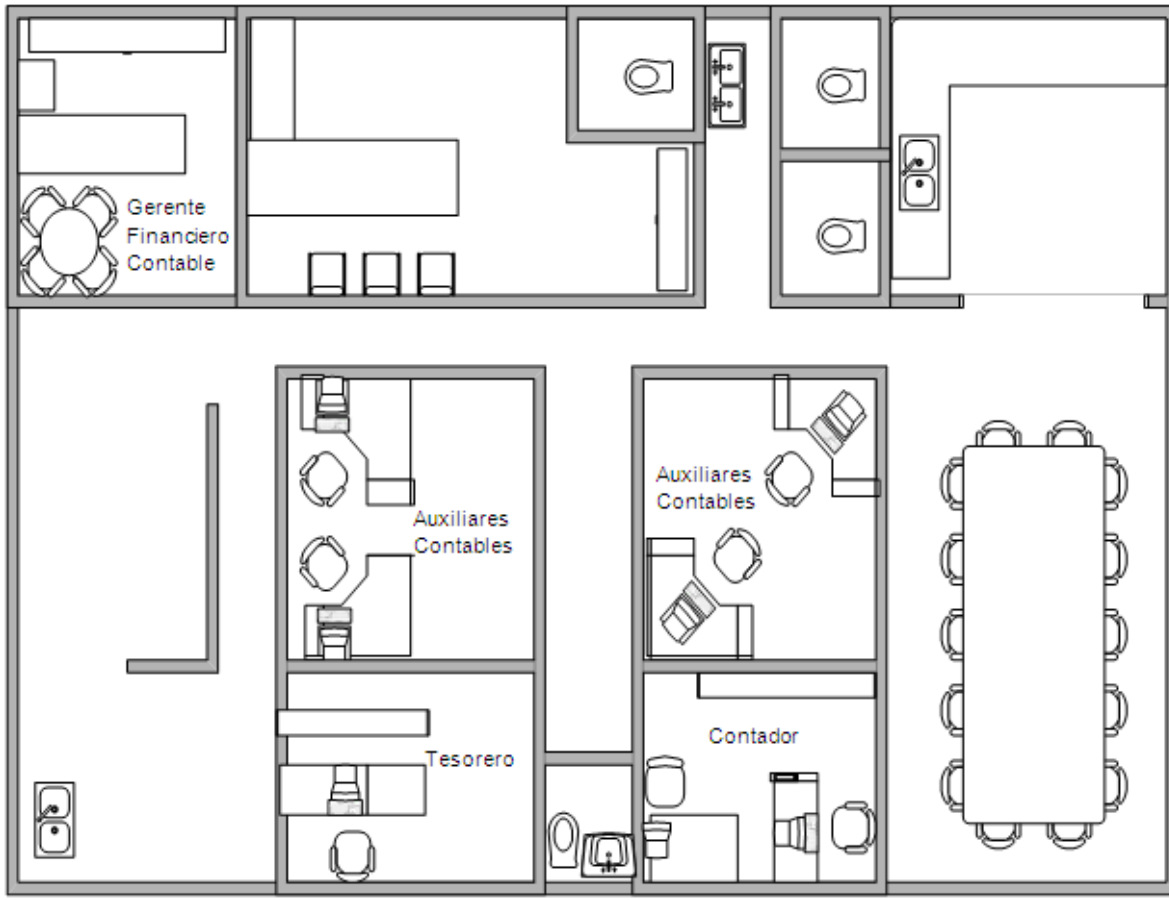 Gerente
Financiero
Contable
Auxiliares
Contables
Auxiliares
Contables
Tesorero
Contador